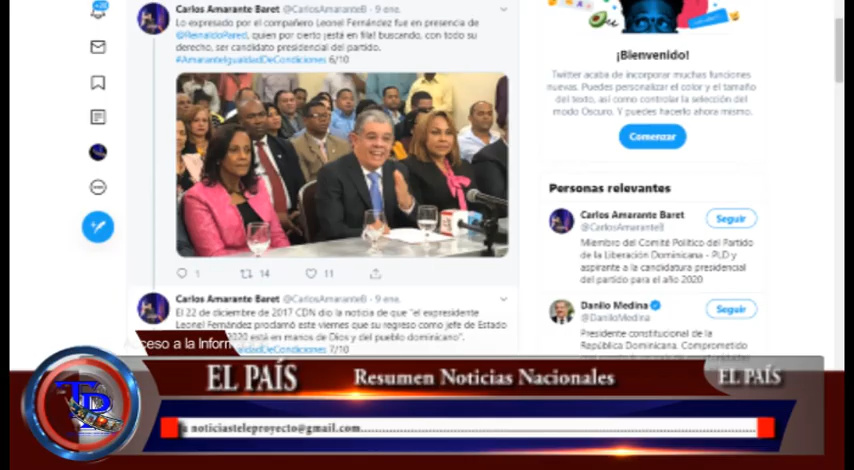 +20
Carlos Amarante Baret @CarlosAmaranteB · 9 ene.
Lo expresado por el compañero Leonel Fernández fue en presencia de
@ReinaldoPared, quien por cierto ¡está en fila! buscando, con todo su
derecho, ser candidato presidencial del partido.
#AmaranteIgualdadDeCondiciones 6/10
1 14 11
Carlos Amarante Baret @CarlosAmaranteB · 9 ene.
El 22 de diciembre de 2017 CDN dio la noticia de que "el expresidente
Leonel Fernández proclamó este viernes que su regreso como jefe de Estado
2020 está en manos de Dios y del pueblo dominicano".
aldadDeCondiciones 7/10
¡Bienvenido!
Twitter acaba de incorporar muchas funciones
nuevas. Puedes personalizar el color y el tamaño
del texto, así como controlar la selección del
modo Oscuro. Y puedes hacerlo ahora mismo.
Comenzar
Personas relevantes
Carlos Amarante Baret
@CarlosAmaranteB
Seguir
Miembro del Comité Político del Partido
de la Liberación Dominicana - PLD y
aspirante a la candidatura presidencial
del partido para el año 2020
Danilo Medina
@DaniloMedina
Seguir
Presidente constitucional de la
República Dominicana. Comprometido
Acceso a la Inform
EL PAÍS Resumen Noticias Nacionales EL PAÍS
TP
a noticiasteleproyecto@gmail.com